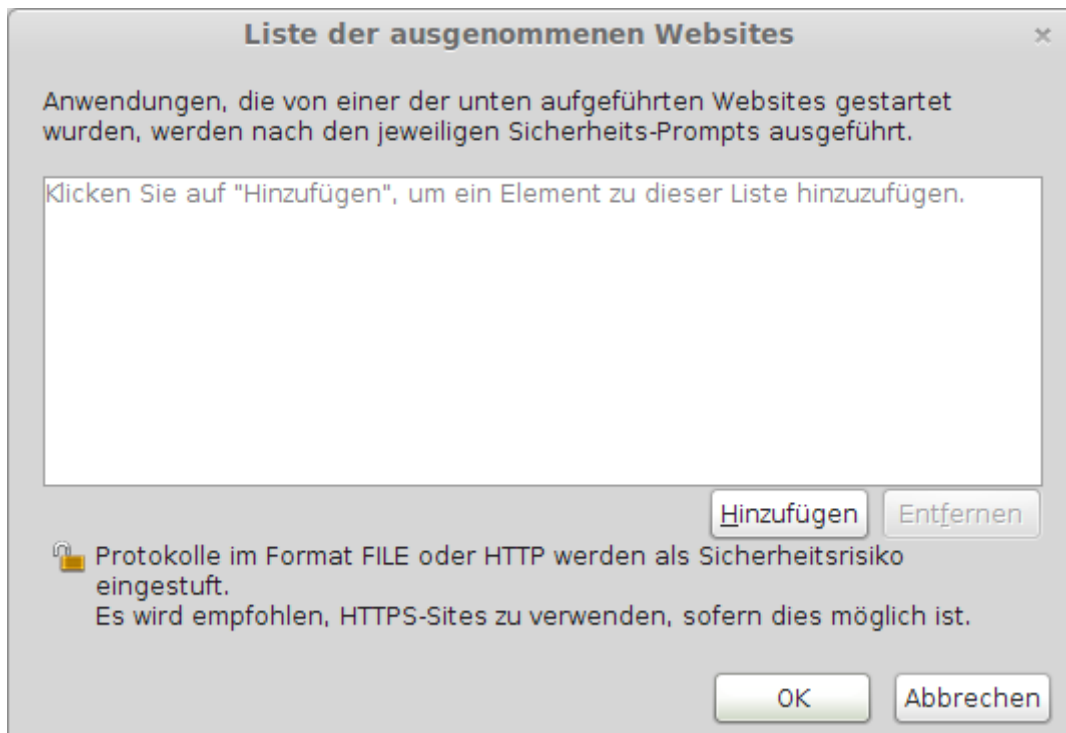 Liste der ausgenommenen Websites
Anwendungen, die von einer der unten aufgeführten Websites gestartet
wurden, werden nach den jeweiligen Sicherheits-Prompts ausgeführt.
Klicken Sie auf "Hinzufügen", um ein Element zu dieser Liste hinzuzufügen.
Hinzufügen Entfernen
Protokolle im Format FILE oder HTTP werden als Sicherheitsrisiko
eingestuft.
Es wird empfohlen, HTTPS-Sites zu verwenden, sofern dies möglich ist.
OK Abbrechen